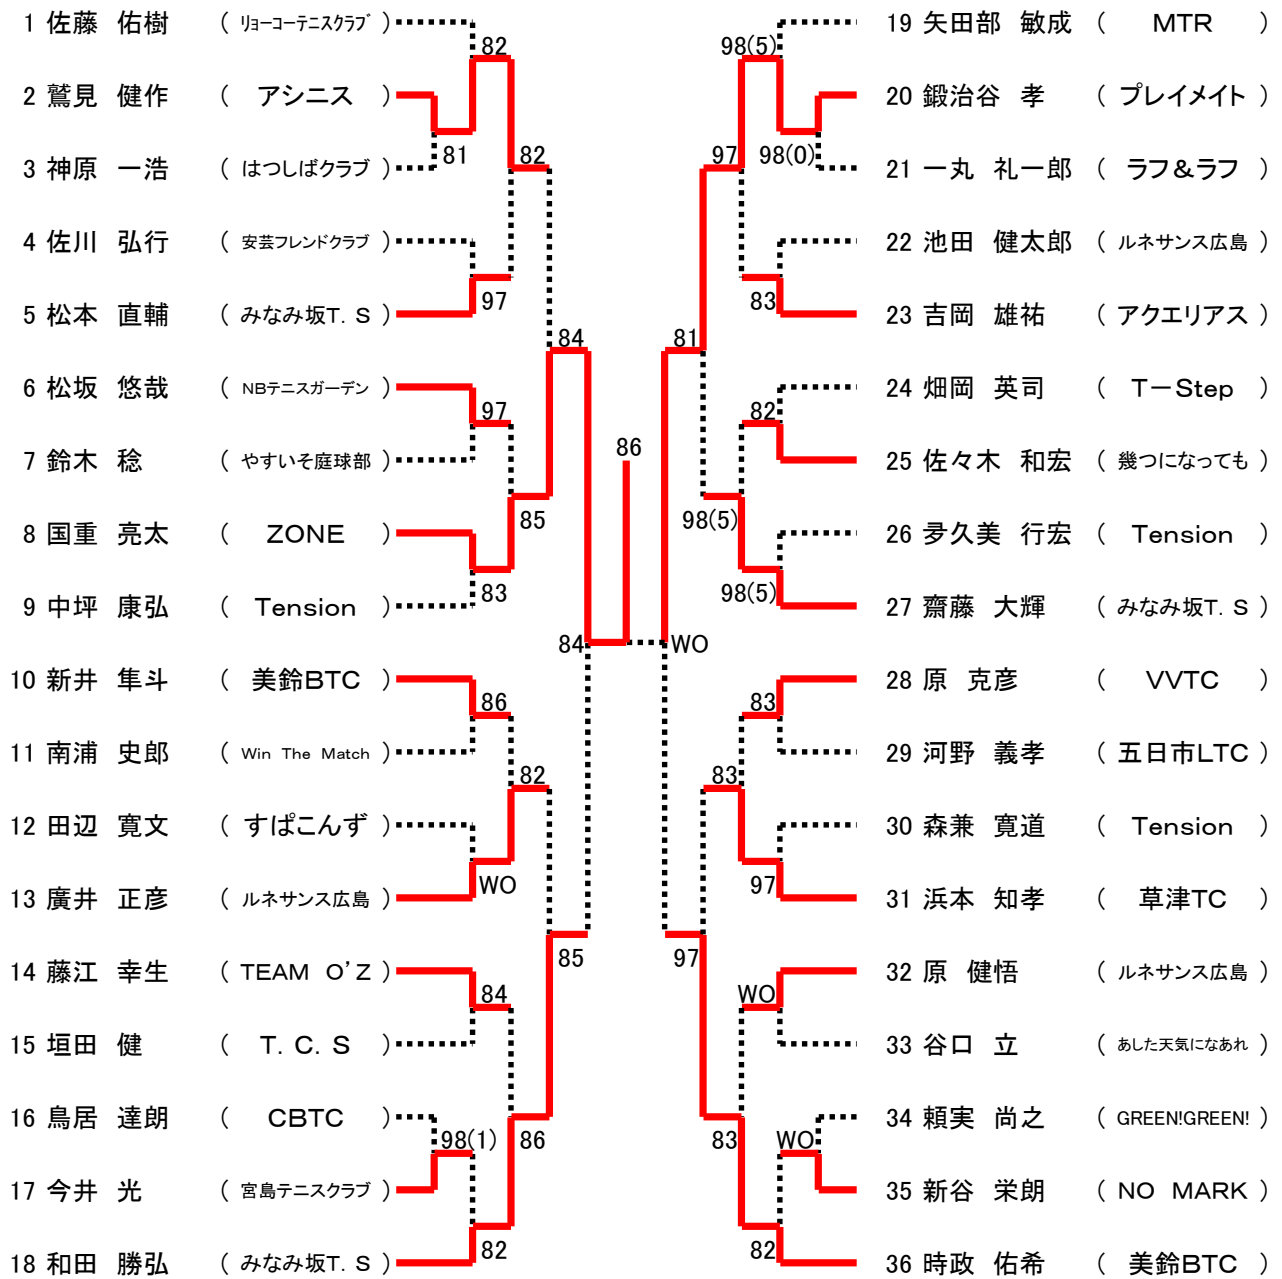 1 佐藤 佑樹 ( リョーコーテニスクラブ )
82
2 鷲見 健作 ( アシニス )
81
82
3 神原 一浩 ( はつしばクラブ )
4 佐川 弘行 ( 安芸フレンドクラブ )
97
5 松本 直輔 ( みなみ坂T. S )
84
6 松坂 悠哉 ( NBテニスガーデン )
97
7 鈴木 稔 ( やすいそ庭球部 )
85
8 国重 亮太 ( ZONE )
83
9 中坪 康弘 ( Tension )
84
10 新井 隼斗 ( 美鈴BTC )
86
11 南浦 史郎 ( Win The Match )
82
12 田辺 寛文 ( すぱこんず )
WO
13 廣井 正彦 ( ルネサンス広島 )
85
14 藤江 幸生 ( TEAM O'Z )
84
15 垣田 健 ( T. C. S )
16 鳥居 達朗 ( CBTC )
98(1)
86
17 今井 光 ( 宮島テニスクラブ )
82
18 和田 勝弘 ( みなみ坂T. S )
86
19 矢田部 敏成 ( MTR )
98(5)
20 鍛治谷 孝 ( プレイメイト )
97
98(0)
21 一丸 礼一郎 ( ラフ&ラフ )
22 池田 健太郎 ( ルネサンス広島 )
83
23 吉岡 雄祐 ( アクエリアス )
81
24 畑岡 英司 ( T-Step )
82
25 佐々木 和宏 ( 幾つになっても )
98(5)
26 夛久美 行宏 ( Tension )
98(5)
27 齋藤 大輝 ( みなみ坂T. S )
WO
28 原 克彦 ( VVTC )
83
29 河野 義孝 ( 五日市LTC )
83
30 森兼 寛道 ( Tension )
97
31 浜本 知孝 ( 草津TC )
97
32 原 健悟 ( ルネサンス広島 )
WO
33 谷口 立 ( あした天気になあれ )
34 頼実 尚之 ( GREEN!GREEN! )
83
WO
35 新谷 栄朗 ( NO MARK )
82
36 時政 佑希 ( 美鈴BTC )